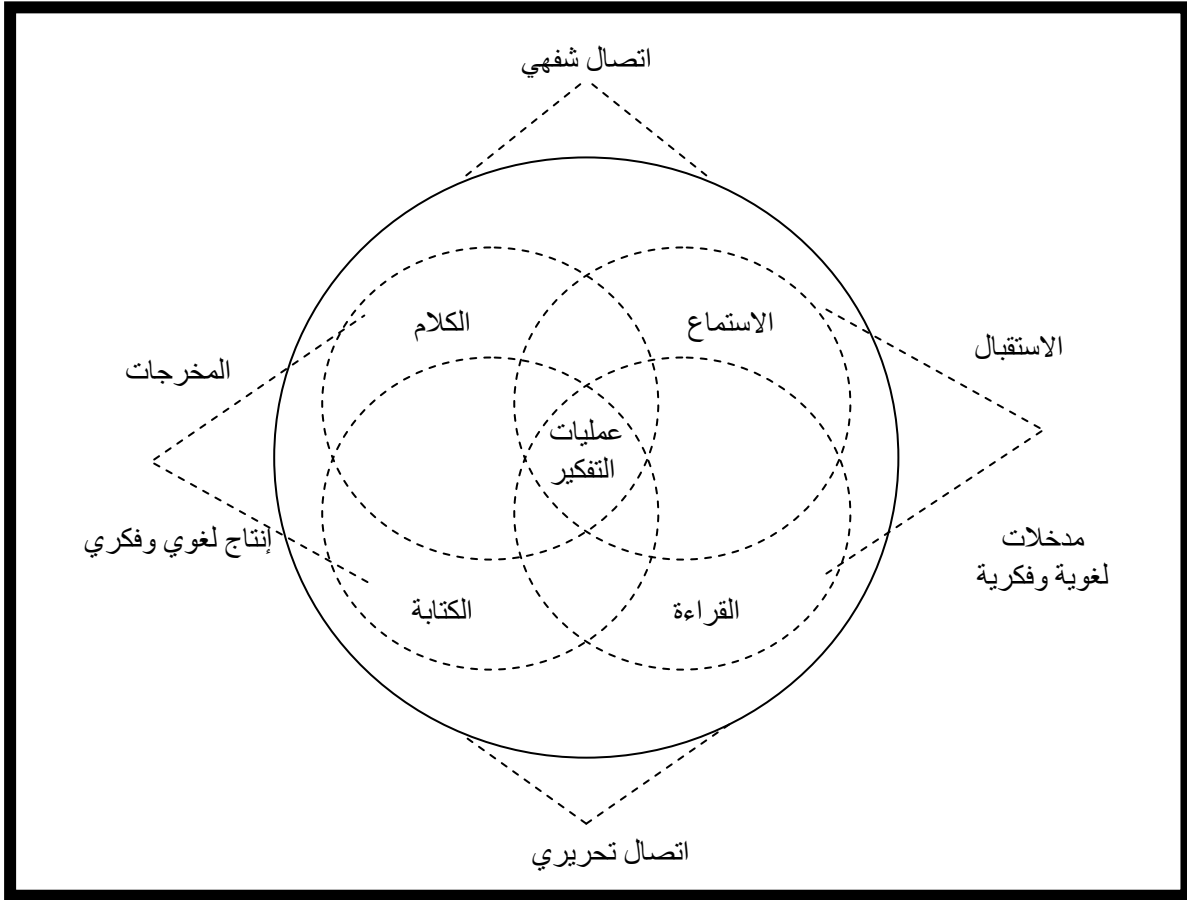 اتصال شفهي
الاستماع
الكلام
الاستقبال
المخرجات
عمليات
التفكير
مدخلات
لغوية وفكرية
إنتاج لغوي وفكري
القراءة
الكتابة
اتصال تحريري